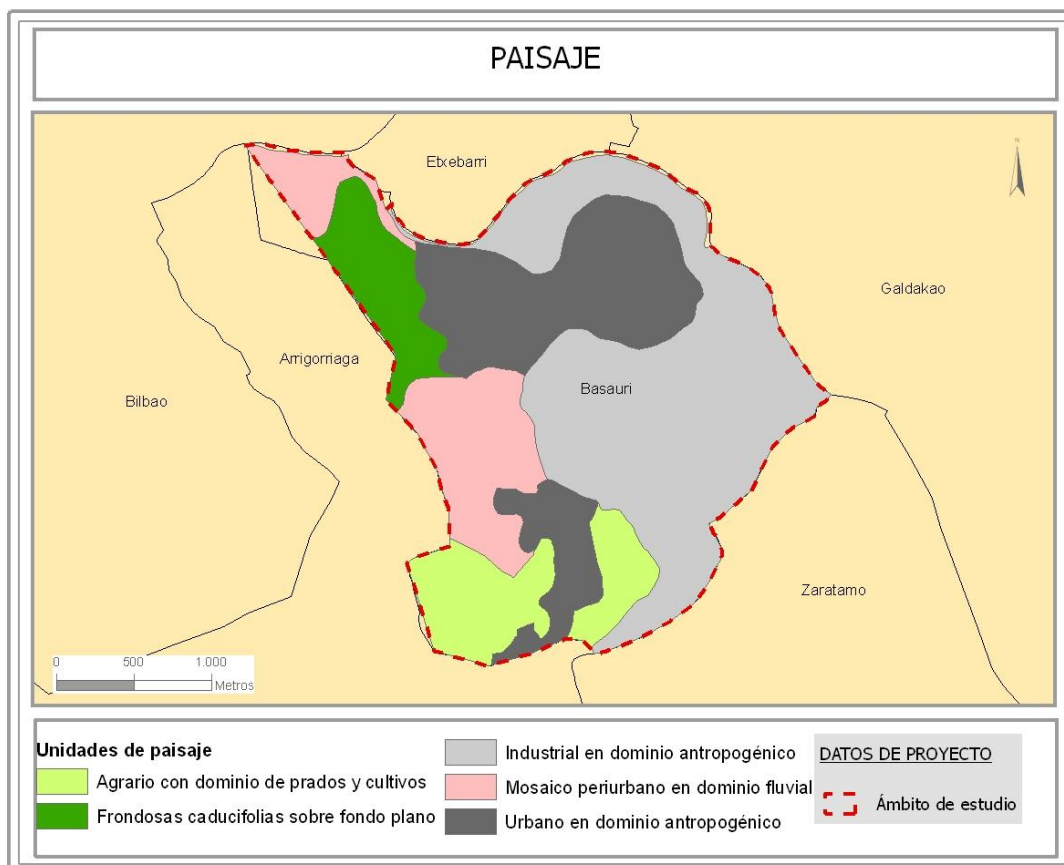 PAISAJE
N
Etxebarri
Galdakao
Arrigorriaga
Basauri
Bilbao
Zaratamo
0 500 1.000
Metros
Unidades de paisaje
Agrario con dominio de prados y cultivos
Frondosas caducifolias sobre fondo plano
Industrial en dominio antropogénico
Mosaico periurbano en dominio fluvial
Urbano en dominio antropogénico
DATOS DE PROYECTO
Ámbito de estudio